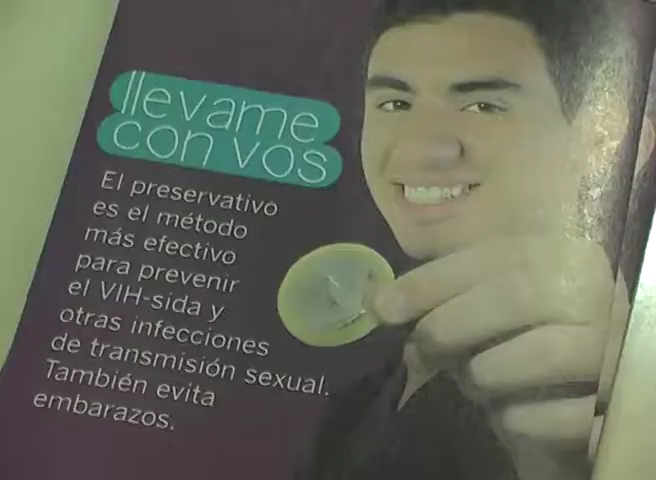 llevame
con vos
El preservativo
es el método
más efectivo
para prevenir
el VIH-sida y
otras infecciones
de transmisión sexual.
También evita
embarazos.